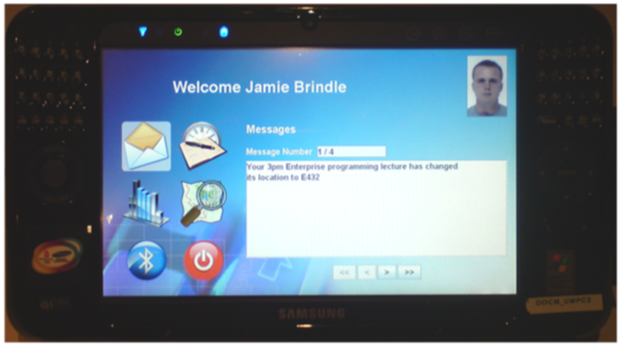 Welcome Jamie Brindle
Messages
Message Number 1 / 4
Your 3pm Enterprise programming lecture has changed
its location to E432
<< < > >>
SAMSUNG